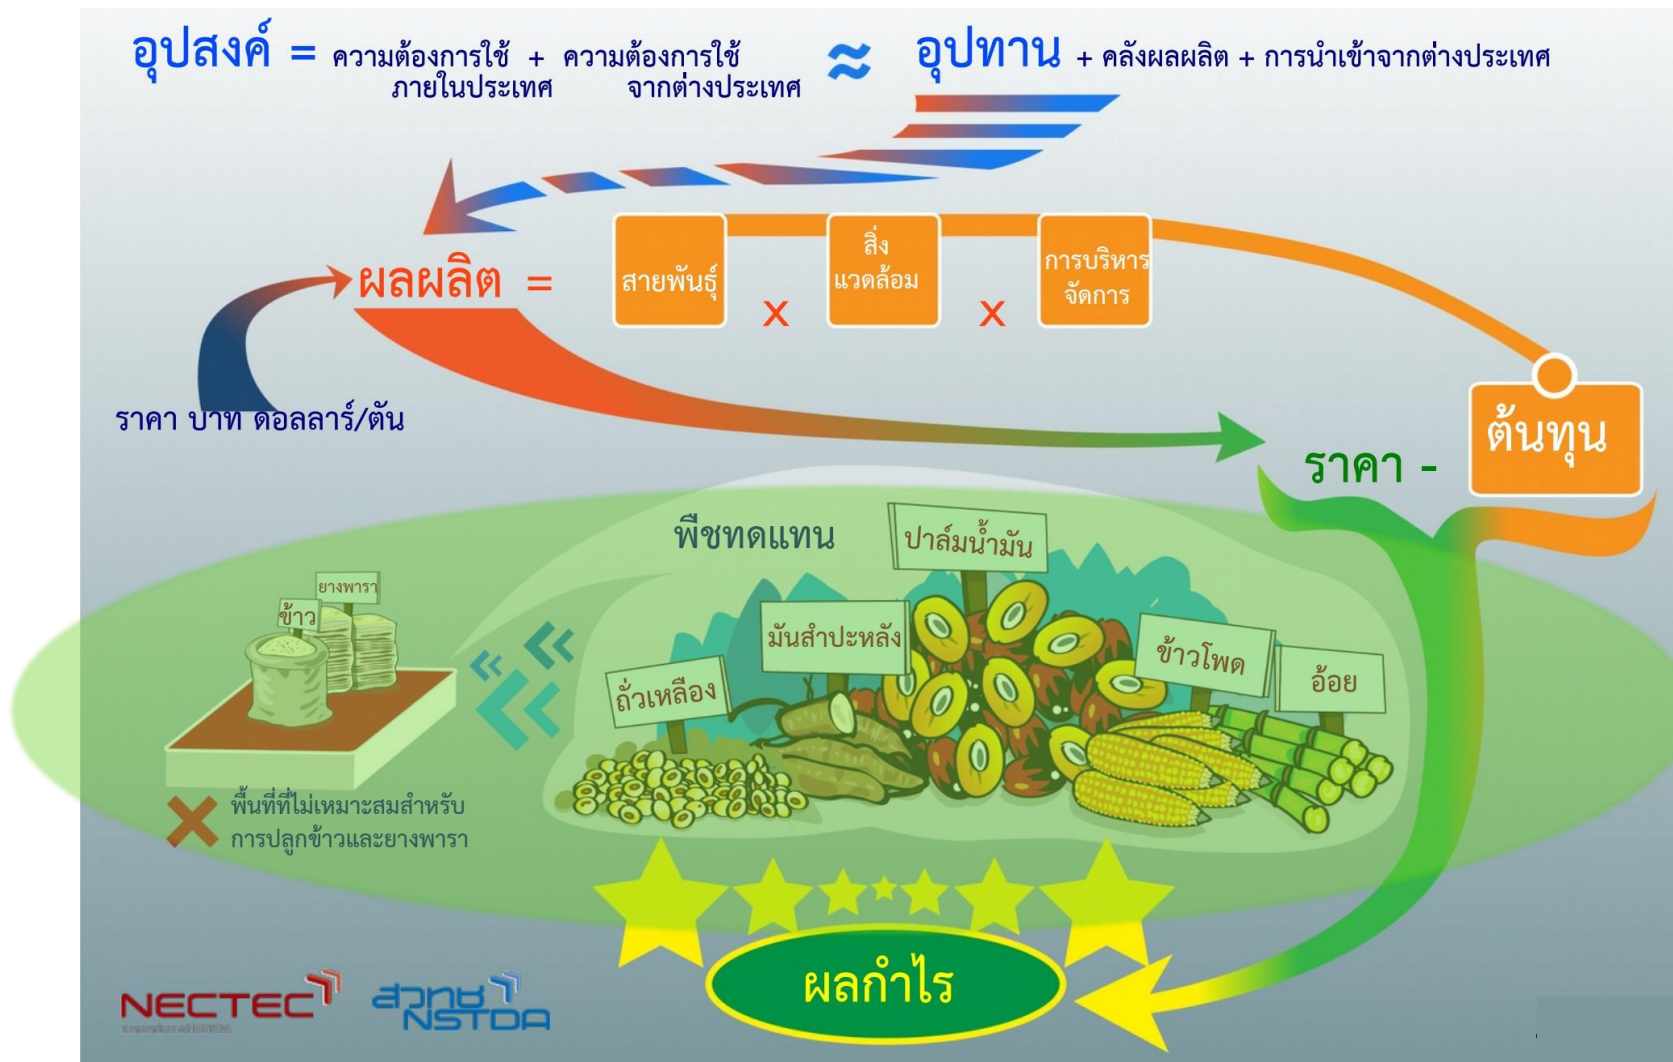 อุปสงค์ = ความต้องการใช้ + ความต้องการใช้ ≈ อุปทาน + คลังผลผลิต + การนำเข้าจากต่างประเทศ
ภายในประเทศ จากต่างประเทศ
ผลผลิต = สายพันธุ์ x สิ่ง x การบริหาร
แวดล้อม จัดการ
ราคา บาท ดอลลาร์/ตัน
ราคา - ต้นทุน
พืชทดแทน
ปาล์มน้ำมัน
ยางพารา
ข้าว
มันสำปะหลัง
ข้าวโพด
ถั่วเหลือง
อ้อย
พื้นที่ที่ไม่เหมาะสมสำหรับ
การปลูกข้าวและยางพารา
ผลกำไร
NECTEC
สวทช
NSTDA